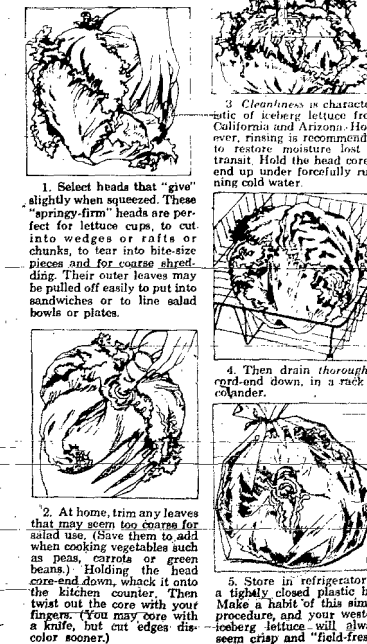 1. Select heads that "give"
slightly when squeezed. These
"springy-firm" heads are per-
fect for lettuce cups, to cut
into wedges or rafts or
chunks, to tear into bite-size
pieces and for coarse shred-
ding. Their outer leaves may
be pulled off easily to put into
sandwiches or to line salad
bowls or plates.
2. At home, trim any leaves
that may seem too coarse for
salad use. (Save them to add
when cooking vegetables such
as peas, carrots or green
beans.) Holding the head
core-end down, whack it onto
the kitchen counter. Then
twist out the core with your
fingers. (You may core with
a knife, but cut edges dis-
color sooner.)
3 Cleanliness is characte
istic of iceberg lettuce fro
California and Arizona. Ho
ever, rinsing is recommend
to restore moisture lost
transit. Hold the head core
end up under forcefully ru
ning cold water.
4. Then drain thorough
cord-end down, in a rack
colander.
5. Store in refrigerator
a tightly closed plastic b
Make a habit of this sim
procedure, and your west
iceberg lettuce will alwa
seem crisp and "field-fres